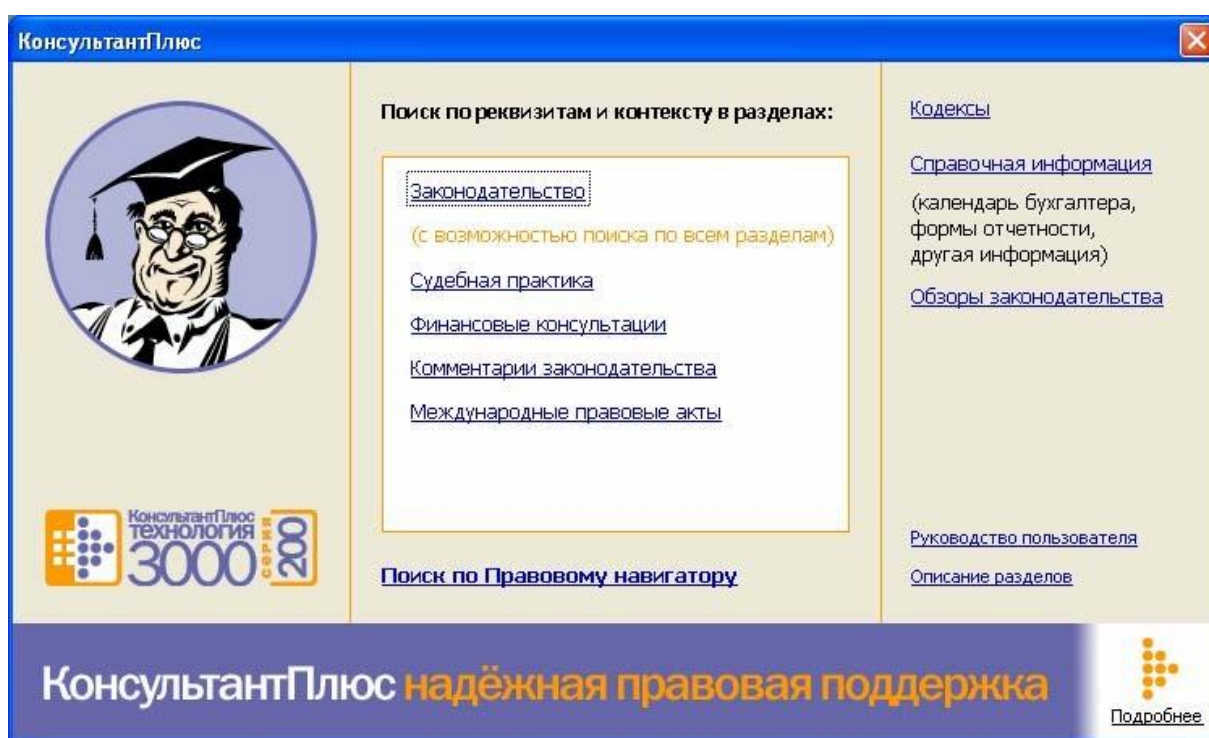 КонсультантПлюс
Поиск по реквизитам и контексту в разделах:
Законодательство
(с возможностью поиска по всем разделам)
Судебная практика
Финансовые консультации
Комментарии законодательства
Международные правовые акты
Поиск по Правовому навигатору
Кодексы
Справочная информация
(календарь бухгалтера,
формы отчетности,
другая информация)
Обзоры законодательства
Руководство пользователя
Описание разделов
КонсультантПлюс
ТЕХНОЛОГИЯ
3000
серия
200
КонсультантПлюс надёжная правовая поддержка
Подробнее